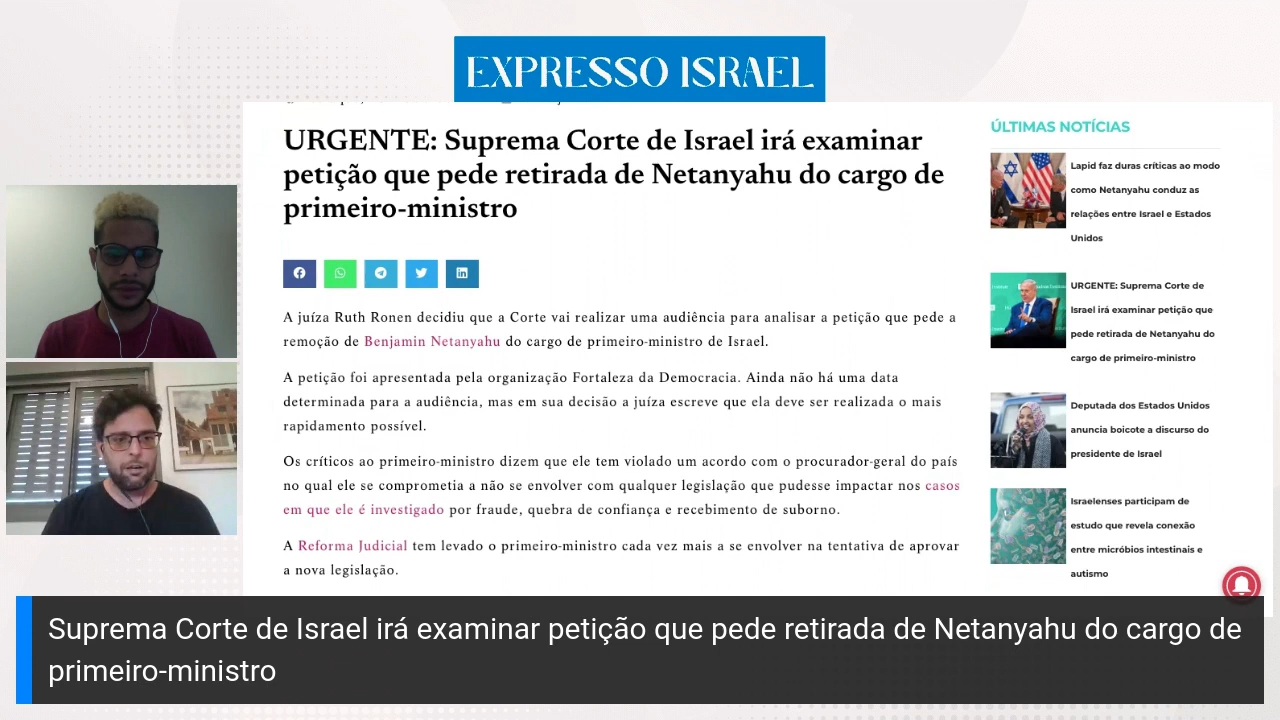 EXPRESSO ISRAEL
URGENTE: Suprema Corte de Israel irá examinar
petição que pede retirada de Netanyahu do cargo de
primeiro-ministro
A juíza Ruth Ronen decidiu que a Corte vai realizar uma audiência para analisar a petição que pede a
remoção de Benjamin Netanyahu do cargo de primeiro-ministro de Israel.
A petição foi apresentada pela organização Fortaleza da Democracia. Ainda não há uma data
determinada para a audiência, mas em sua decisão a juíza escreve que ela deve ser realizada o mais
rapidamento possível.
Os críticos ao primeiro-ministro dizem que ele tem violado um acordo com o procurador-geral do país
no qual ele se comprometia a não se envolver com qualquer legislação que pudesse impactar nos casos
em que ele é investigado por fraude, quebra de confiança e recebimento de suborno.
A Reforma Judicial tem levado o primeiro-ministro cada vez mais a se envolver na tentativa de aprovar
a nova legislação.
ÚLTIMAS NOTÍCIAS
Lapid faz duras críticas ao modo
como Netanyahu conduz as
relações entre Israel e Estados
Unidos
URGENTE: Suprema Corte de
Israel irá examinar petição que
pede retirada de Netanyahu do
cargo de primeiro-ministro
Deputada dos Estados Unidos
anuncia boicote a discurso do
presidente de Israel
Israelenses participam de
estudo que revela conexão
entre micróbios intestinais e
autismo
Suprema Corte de Israel irá examinar petição que pede retirada de Netanyahu do cargo de
primeiro-ministro